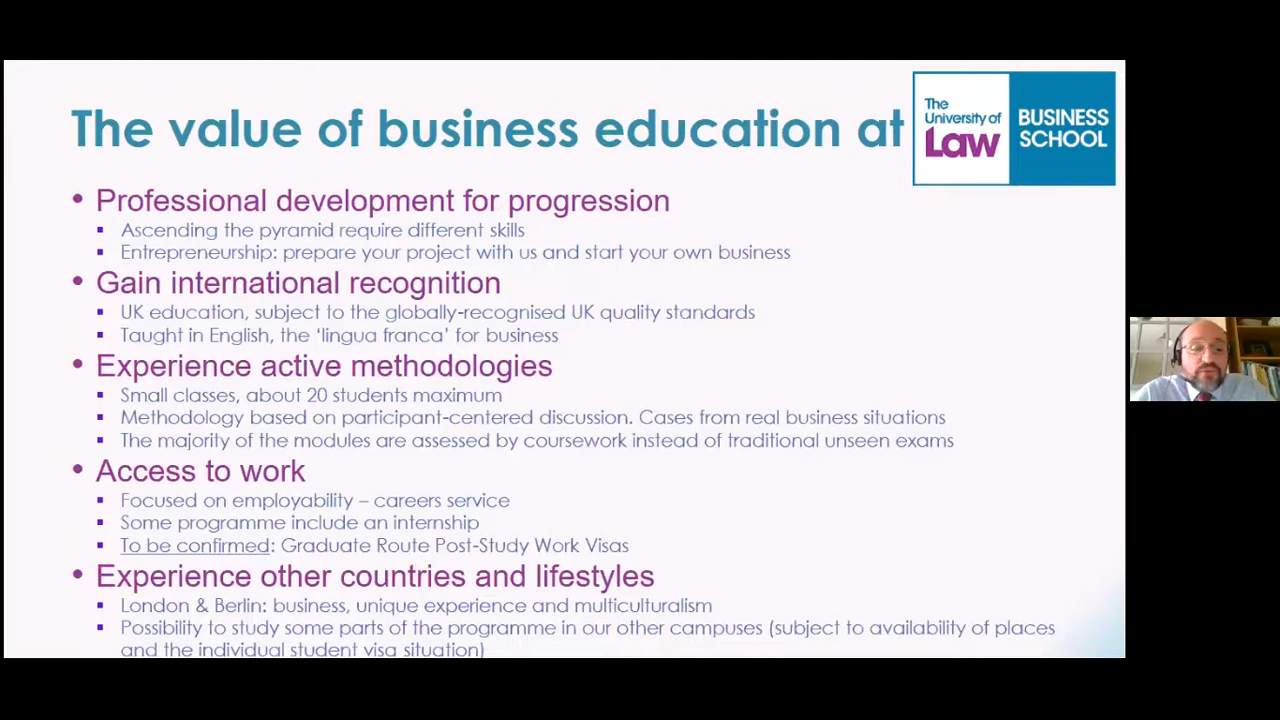 The value of business education at
The
University of
Law
BUSINESS
SCHOOL
• Professional development for progression
▪ Ascending the pyramid require different skills
▪ Entrepreneurship: prepare your project with us and start your own business
• Gain international recognition
▪ UK education, subject to the globally-recognised UK quality standards
▪ Taught in English, the ‘lingua franca’ for business
• Experience active methodologies
▪ Small classes, about 20 students maximum
▪ Methodology based on participant-centered discussion. Cases from real business situations
▪ The majority of the modules are assessed by coursework instead of traditional unseen exams
• Access to work
▪ Focused on employability – careers service
▪ Some programme include an internship
▪ To be confirmed: Graduate Route Post-Study Work Visas
• Experience other countries and lifestyles
▪ London & Berlin: business, unique experience and multiculturalism
▪ Possibility to study some parts of the programme in our other campuses (subject to availability of places
and the individual student visa situation)